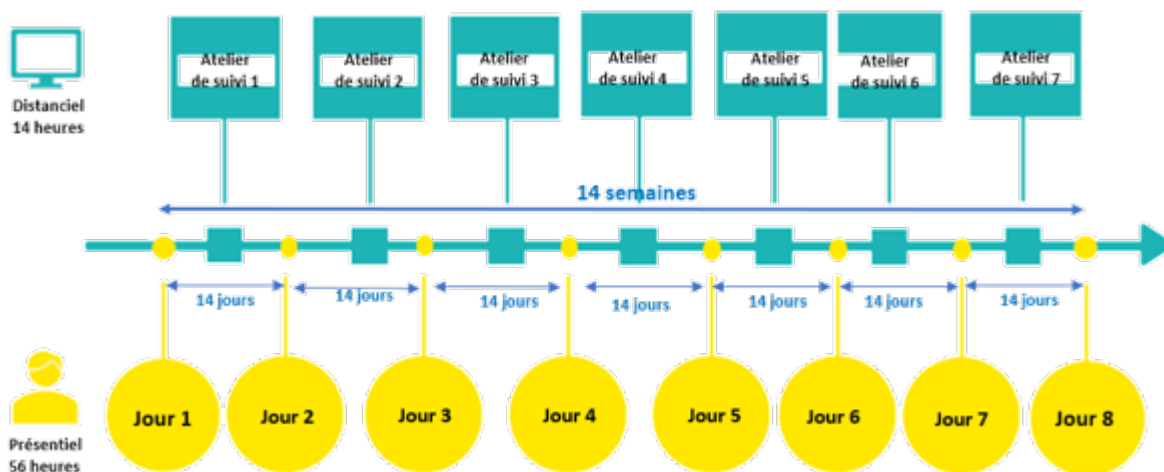 Distanciel
14 heures
Atelier
de suivi 1
Atelier
de suivi 2
Atelier
de suivi 3
Atelier
de suivi 4
Atelier
de suivi 5
Atelier
de suivi 6
Atelier
de suivi 7
14 semaines
14 jours
14 jours
14 jours
14 jours
14 jours
14 jours
14 jours
Présentiel
56 heures
Jour 1
Jour 2
Jour 3
Jour 4
Jour 5
Jour 6
Jour 7
Jour 8